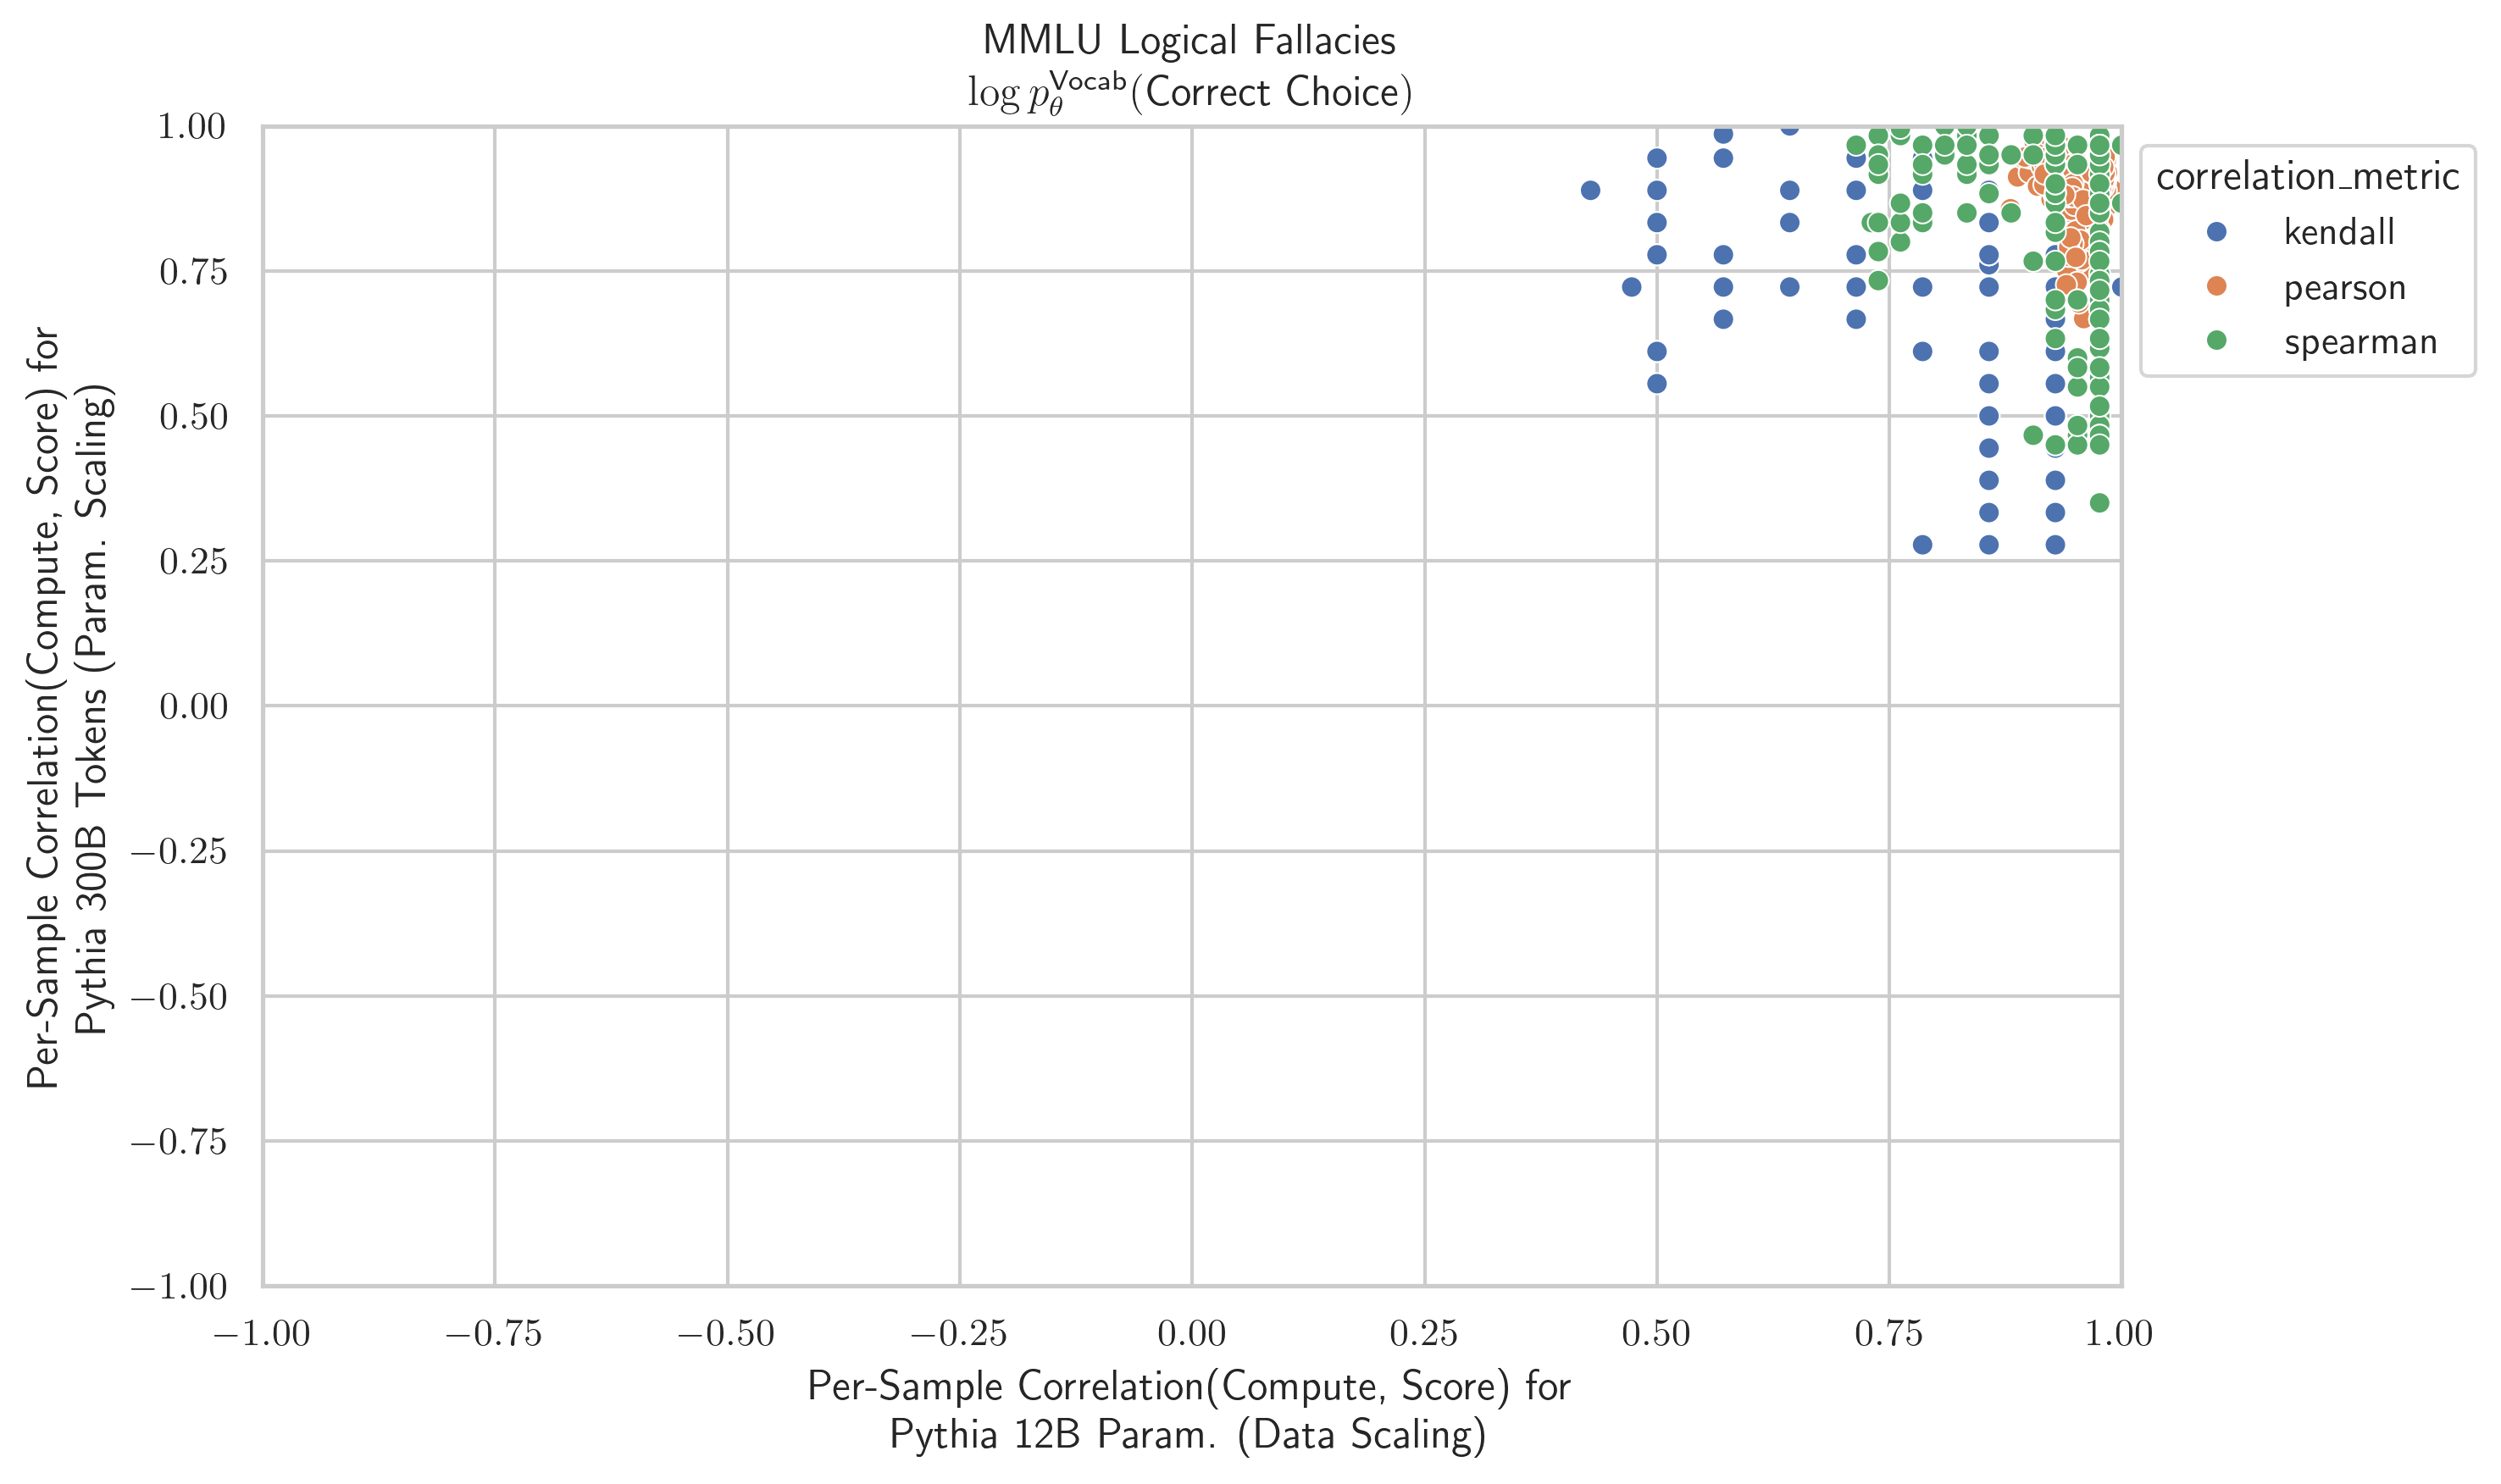 MMLU Logical Fallacies
log p_θ^Vocab(Correct Choice)
Per-Sample Correlation(Compute, Score) for
Pythia 300B Tokens (Param. Scaling)
1.00
0.75
0.50
0.25
0.00
−0.25
−0.50
−0.75
−1.00
−1.00 −0.75 −0.50 −0.25 0.00 0.25 0.50 0.75 1.00
Per-Sample Correlation(Compute, Score) for
Pythia 12B Param. (Data Scaling)
correlation_metric
kendall
pearson
spearman